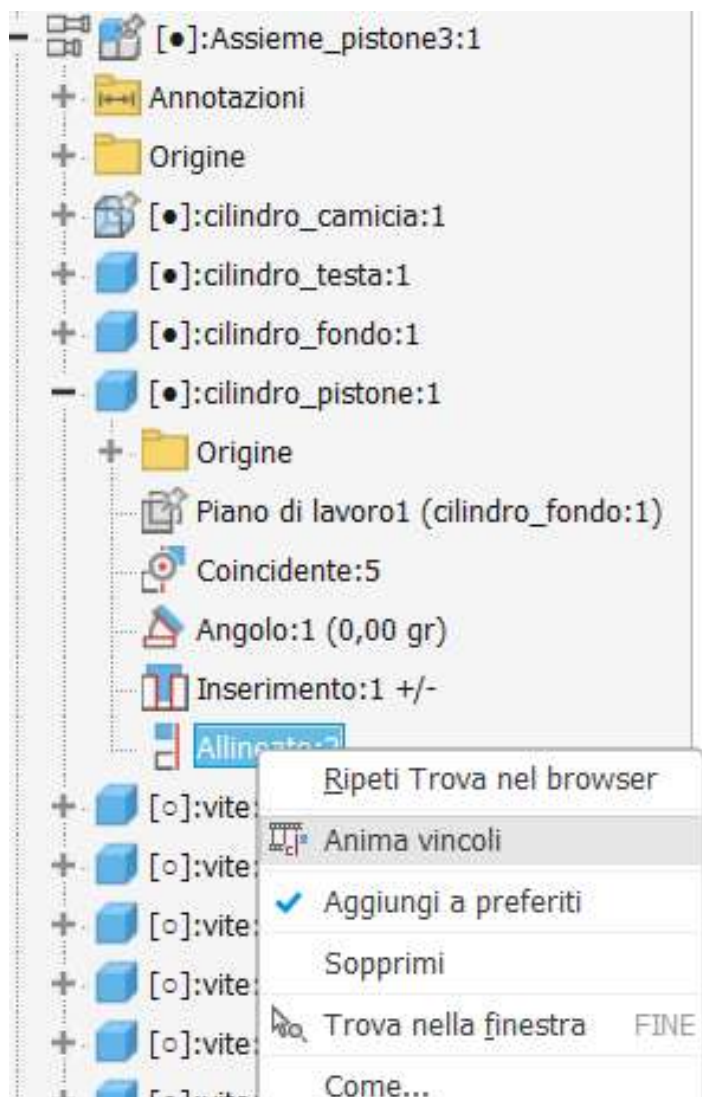 [●]:Assieme_pistone3:1
Annotazioni
Origine
[●]:cilindro_camicia:1
[●]:cilindro_testa:1
[●]:cilindro_fondo:1
[●]:cilindro_pistone:1
Origine
Piano di lavoro1 (cilindro_fondo:1)
Coincidente:5
Angolo:1 (0,00 gr)
Inserimento:1 +/-
Ripeti Trova nel browser
[○]:vite:
Anima vincoli
[○]:vite:
Aggiungi a preferiti
[○]:vite:
Sopprimi
[○]:vite:
Trova nella finestra FINE
[○]:vite:
Come...